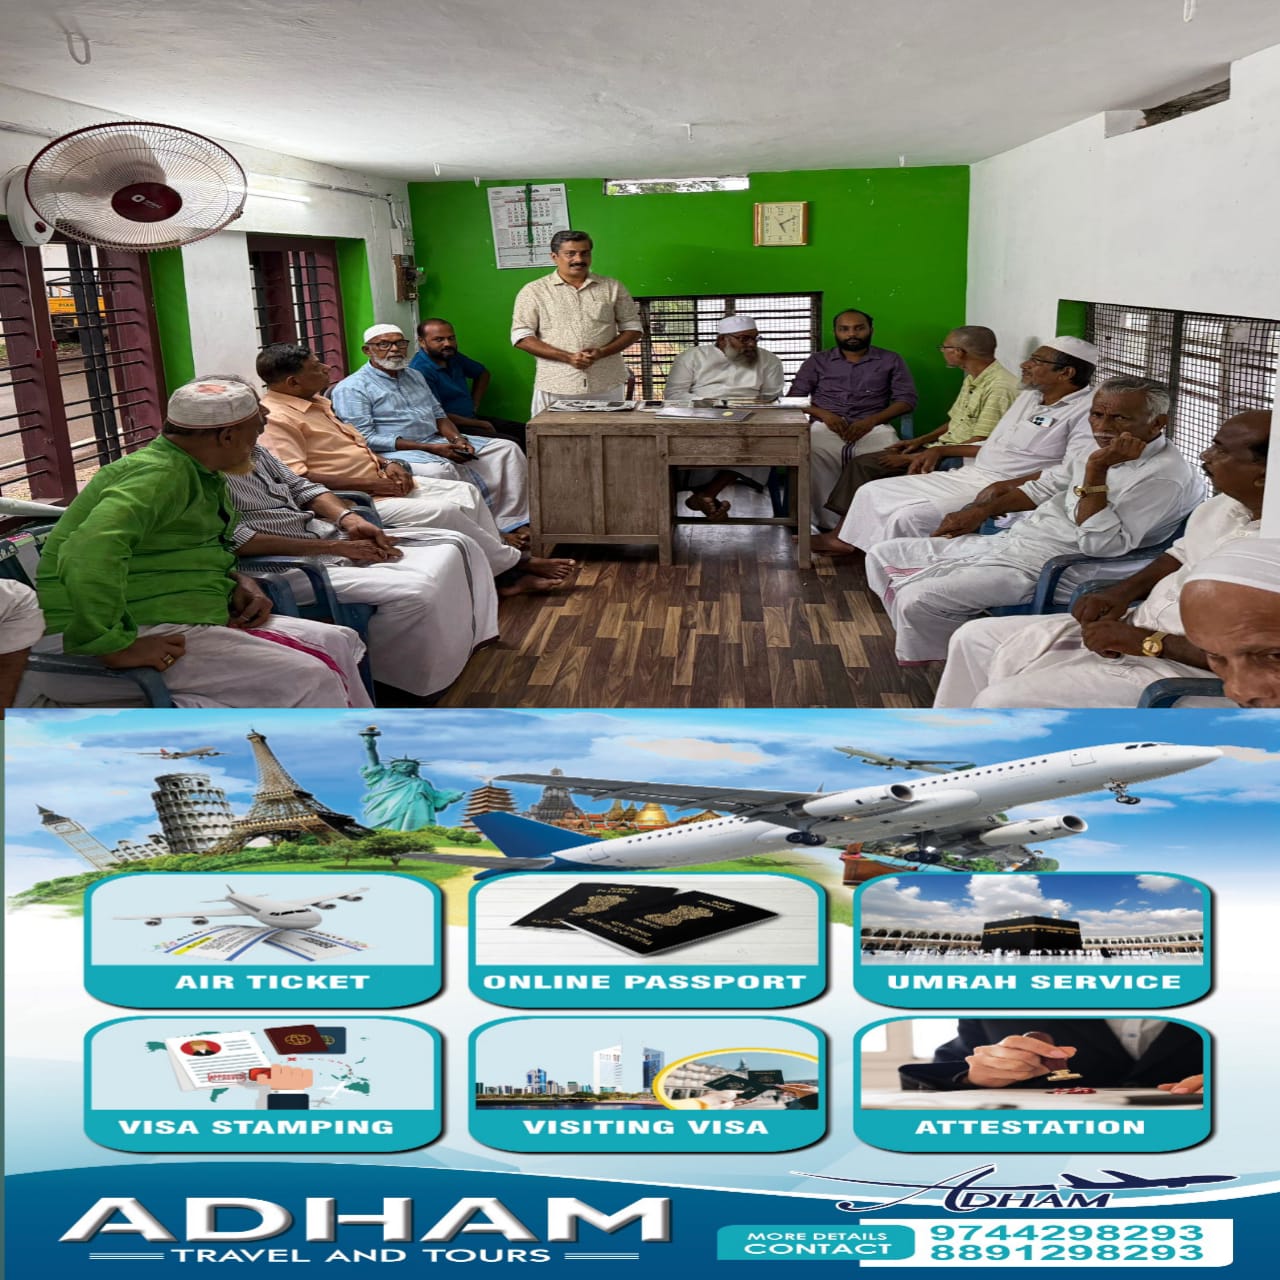 AIR TICKET
ONLINE PASSPORT
UMRAH SERVICE
VISA STAMPING
VISITING VISA
ATTESTATION
ADHAM
TRAVEL AND TOURS
ADHAM
MORE DETAILS
CONTACT
9744298293
8891298293